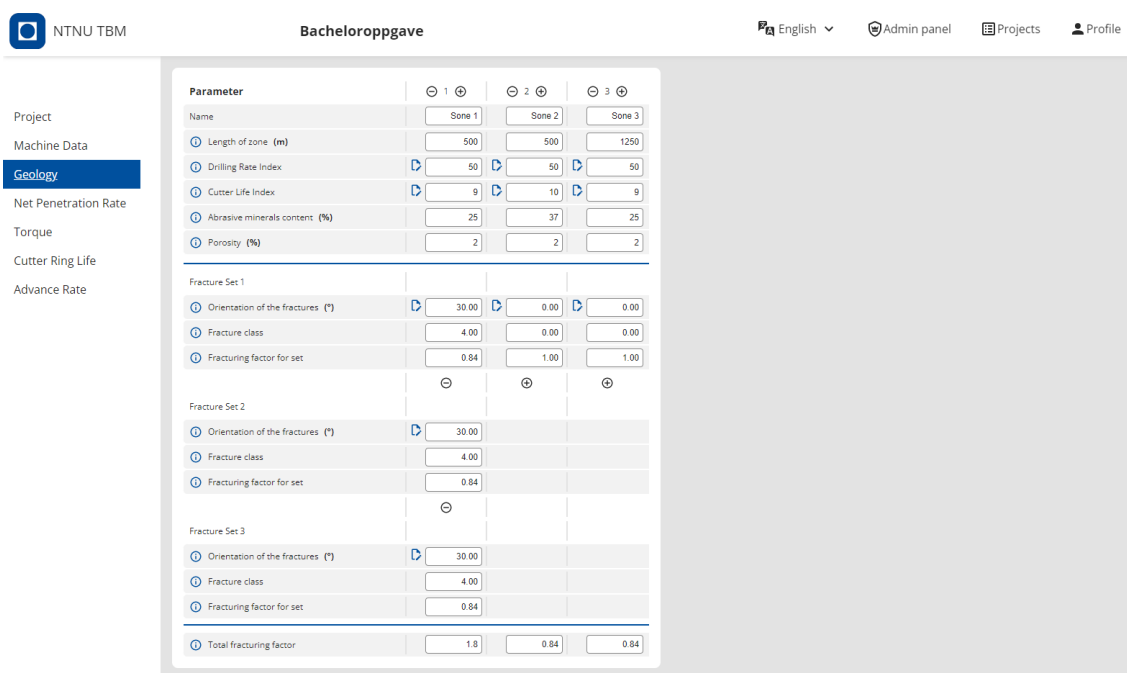 NTNU TBM
Bacheloroppgave
English
Admin panel
Projects
Profile
Project
Machine Data
Geology
Net Penetration Rate
Torque
Cutter Ring Life
Advance Rate
Parameter 1 2 3
Name Sone 1 Sone 2 Sone 3
Length of zone (m) 500 500 1250
Drilling Rate Index 50 50 50
Cutter Life Index 9 10 9
Abrasive minerals content (%) 25 37 25
Porosity (%) 2 2 2
Fracture Set 1
Orientation of the fractures (°) 30.00 0.00 0.00
Fracture class 4.00 0.00 0.00
Fracturing factor for set 0.84 1.00 1.00
Fracture Set 2
Orientation of the fractures (°) 30.00
Fracture class 4.00
Fracturing factor for set 0.84
Fracture Set 3
Orientation of the fractures (°) 30.00
Fracture class 4.00
Fracturing factor for set 0.84
Total fracturing factor 1.8 0.84 0.84